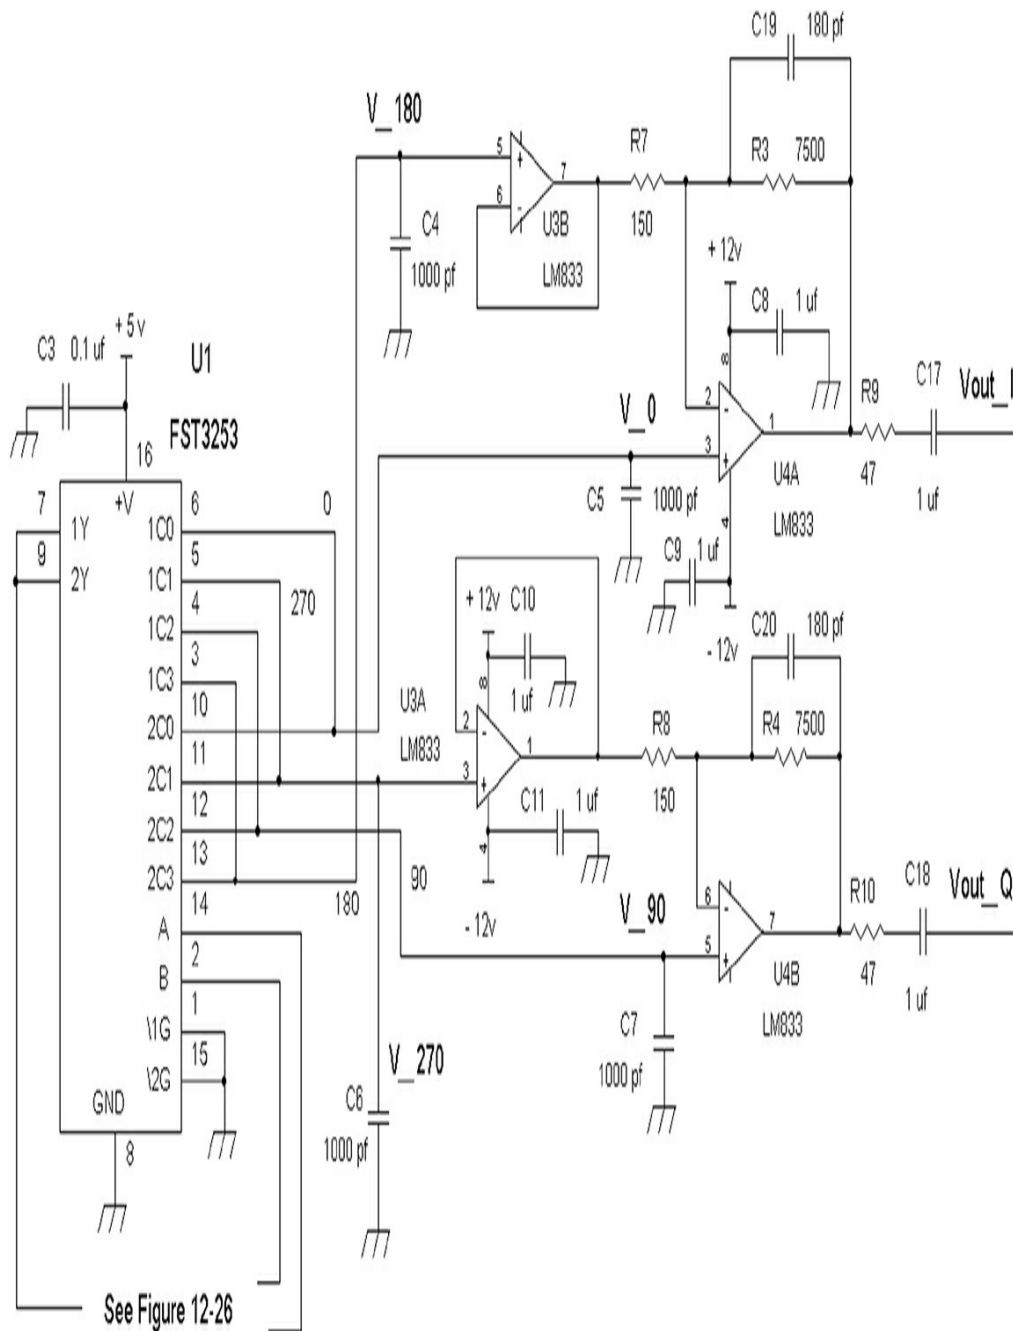 C19 180 pf
V_180
5
+
7
6
-
R7
150
R3 7500
U3B
LM833
C4
1000 pf
+ 12v
C8 1 uf
8
C3 0.1 uf
+ 5v
U1
FST3253
16
V_0
2
-
1
3
+
U4A
LM833
4
R9
47
C17
1 uf
Vout_I
C5 1000 pf
C9 1 uf
- 12v
7
9
1Y
2Y
+V
6
1C0
0
5
1C1
270
4
1C2
3
1C3
10
2C0
11
2C1
12
2C2
13
2C3
14
A
2
B
1
\1G
15
\2G
GND
8
180
90
+ 12v
C10
1 uf
8
U3A
LM833
2
-
1
3
+
4
C11 1 uf
- 12v
C20 180 pf
R8
150
R4 7500
V_90
6
-
7
5
+
U4B
LM833
R10
47
C18
1 uf
Vout_Q
C7
1000 pf
V_270
C6
1000 pf
See Figure 12-26